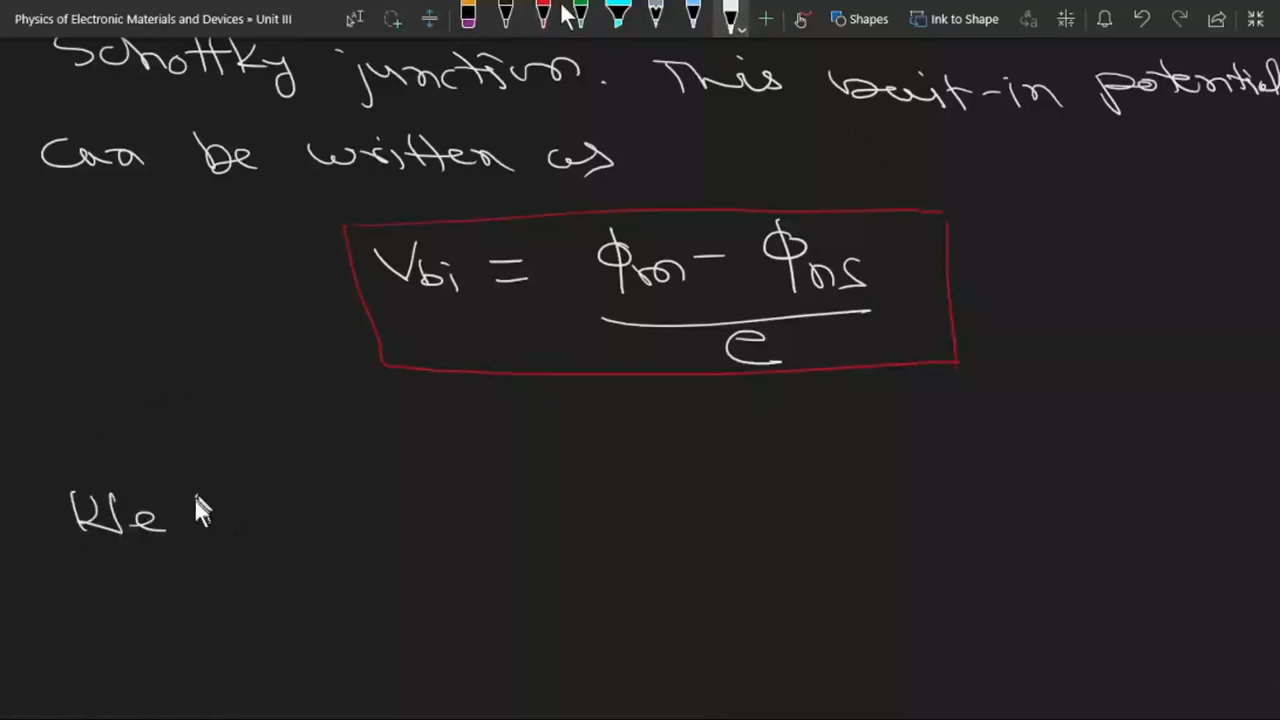 Physics of Electronic Materials and Devices » Unit III
Shapes
Ink to Shape
Schottky junction. This built-in potential
can be written as
Vbi = ϕm - ϕns
e
We